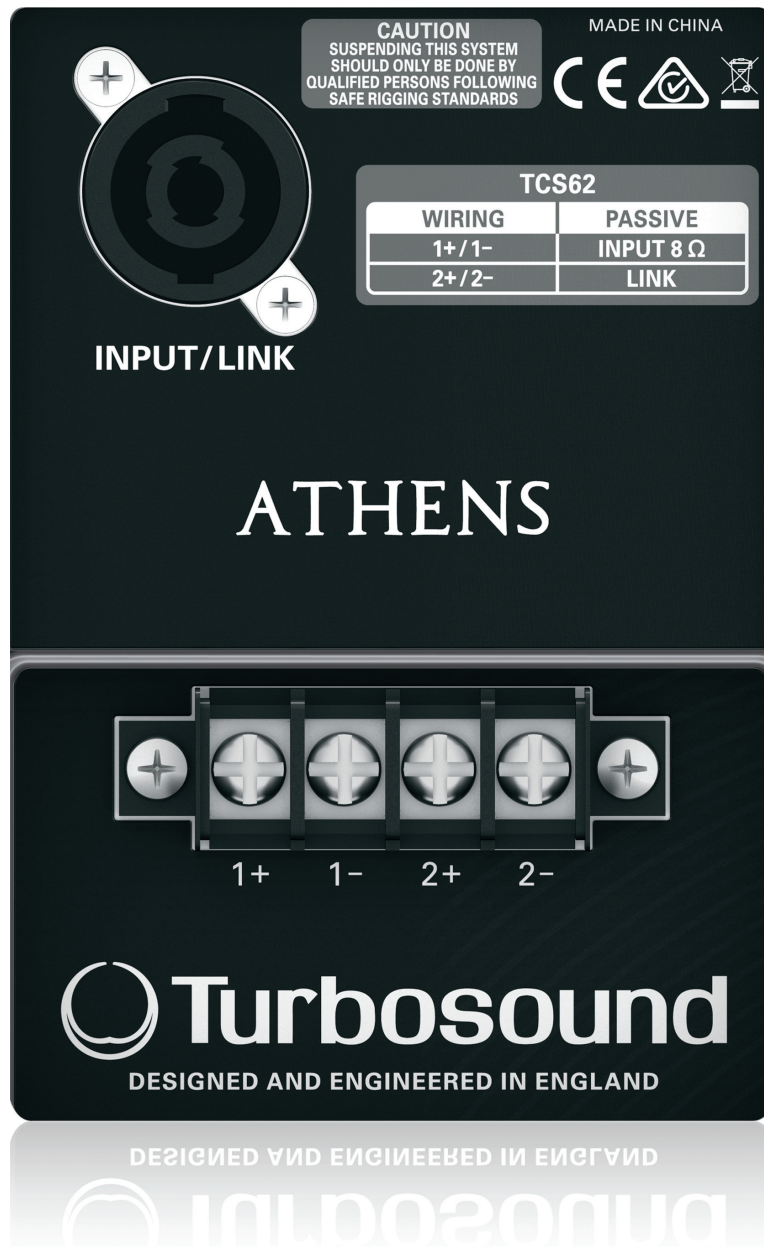 CAUTION
SUSPENDING THIS SYSTEM
SHOULD ONLY BE DONE BY
QUALIFIED PERSONS FOLLOWING
SAFE RIGGING STANDARDS
MADE IN CHINA
CE
TCS62
WIRING PASSIVE
1+/1− INPUT 8 Ω
2+/2− LINK
INPUT/LINK
ATHENS
1+ 1− 2+ 2−
Turbosound
DESIGNED AND ENGINEERED IN ENGLAND